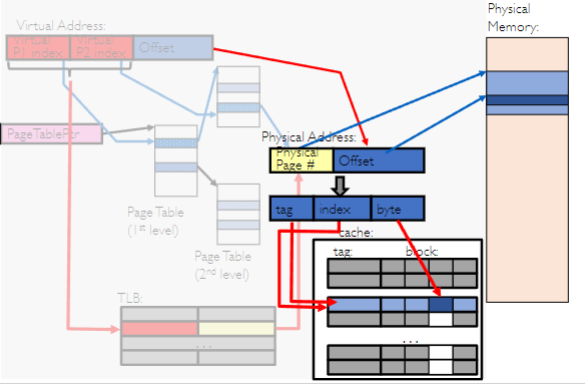 Physical
Memory:
Virtual Address:
Virtual
P1 index
Virtual
P2 index
Offset
PageTablePtr
Physical Address:
Physical
Page #
Offset
tag
index
byte
Page Table
(1st level)
Page Table
(2nd level)
cache:
tag:
block:
TLB:
...
...